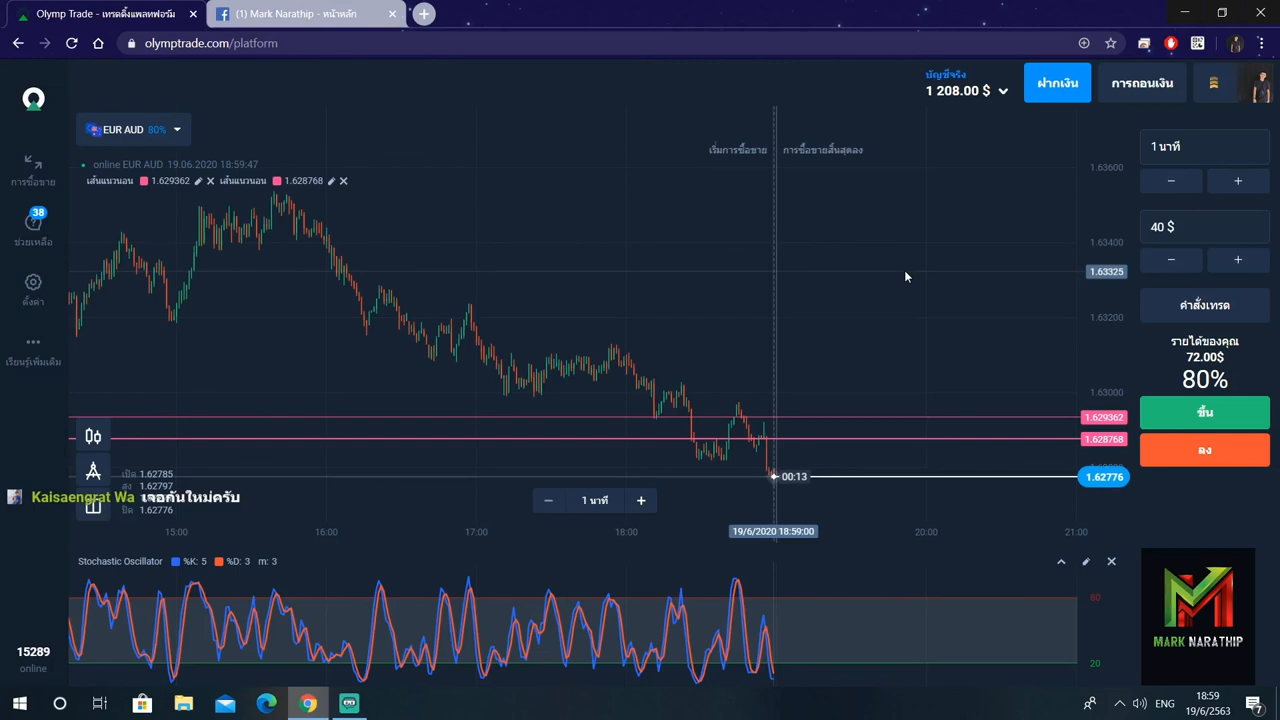 Olymp Trade - เทรดดิ้งแพลทฟอร์ม
(1) Mark Narathip - หน้าหลัก
olymptrade.com/platform
บัญชีจริง
1 208.00 $
ฝากเงิน
การถอนเงิน
EUR AUD 80%
เริ่มการซื้อขาย
การซื้อขายสิ้นสุดลง
online EUR AUD 19.06.2020 18:59:47
เส้นแนวนอน 1.629362 เส้นแนวนอน 1.628768
การซื้อขาย
38
ช่วยเหลือ
ตั้งค่า
เรียนรู้เพิ่มเติม
1.63600
1.63400
1.63325
1.63200
1.63000
1.629362
1.628768
1.62776
00:13
1 นาที
40 $
คำสั่งเทรด
รายได้ของคุณ
72.00$
80%
ขึ้น
ลง
เปิด 1.62785
ส่ง 1.62797
1.62776
ปิด 1.62776
Kaisaengrat Wa เจอกันใหม่ครับ
1 นาที
15:00
16:00
17:00
18:00
19/6/2020 18:59:00
20:00
21:00
Stochastic Oscillator %K: 5 %D: 3 m: 3
80
20
15289
online
MARK NARATHIP
ENG
18:59
19/6/2563
7